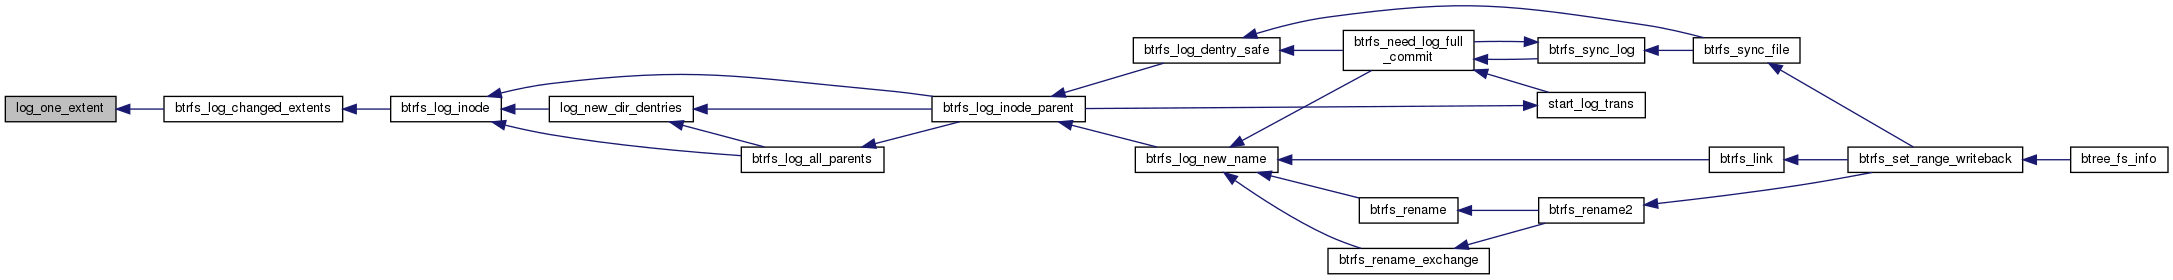 log_one_extent
btrfs_log_changed_extents
btrfs_log_inode
log_new_dir_dentries
btrfs_log_all_parents
btrfs_log_inode_parent
btrfs_log_dentry_safe
btrfs_log_new_name
btrfs_need_log_full
_commit
btrfs_sync_log
start_log_trans
btrfs_sync_file
btrfs_link
btrfs_rename
btrfs_rename2
btrfs_rename_exchange
btrfs_set_range_writeback
btree_fs_info